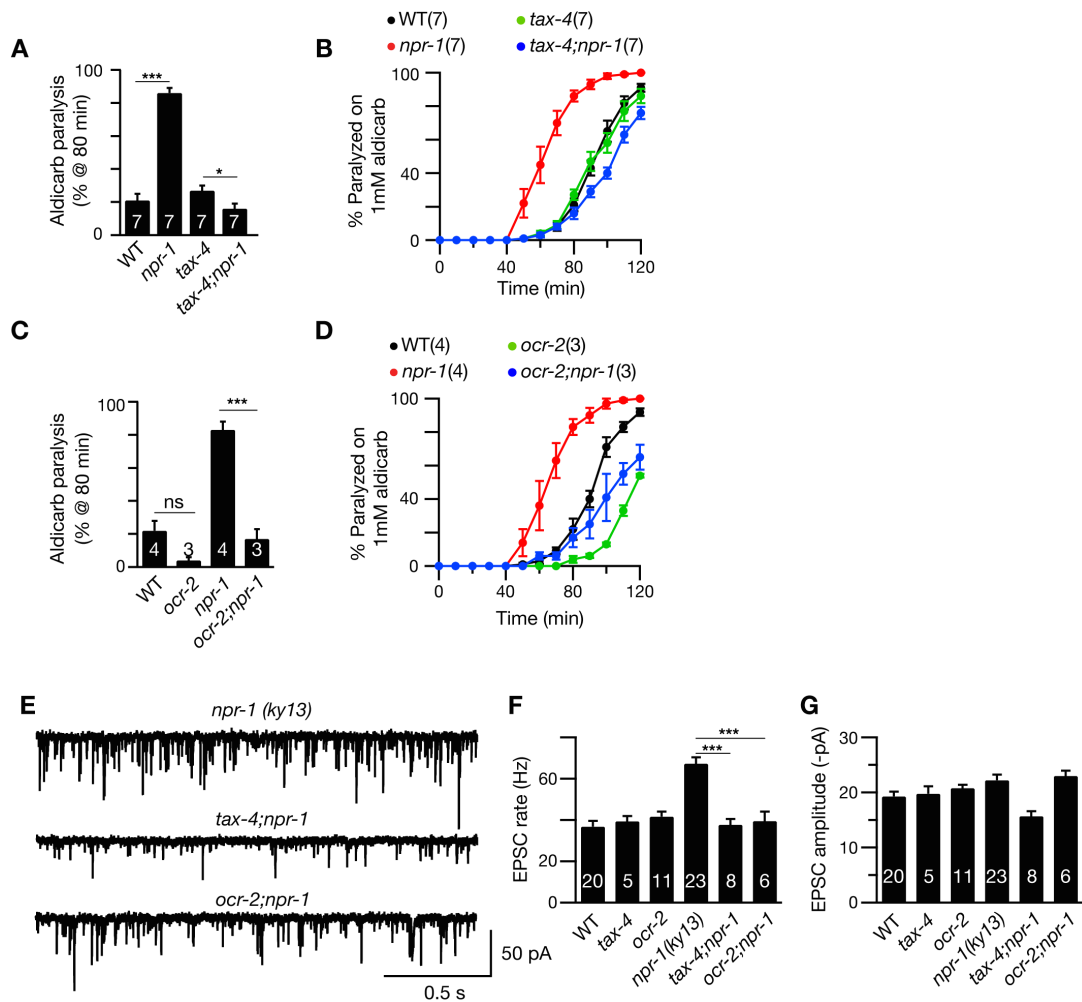 A
Aldicarb paralysis
(% @ 80 min)
100
0
***
*
7
7
7
7
WT
npr-1
tax-4
tax-4;npr-1
B
WT(7)
tax-4(7)
npr-1(7)
tax-4;npr-1(7)
% Paralyzed on
1mM aldicarb
100
40
0
0
40
80
120
Time (min)
C
Aldicarb paralysis
(% @ 80 min)
100
0
ns
***
4
3
4
3
WT
ocr-2
npr-1
ocr-2;npr-1
D
WT(4)
ocr-2(3)
npr-1(4)
ocr-2;npr-1(3)
% Paralyzed on
1mM aldicarb
100
40
0
0
40
80
120
Time (min)
E
npr-1 (ky13)
tax-4;npr-1
ocr-2;npr-1
50 pA
0.5 s
F
EPSC rate (Hz)
60
20
0
***
***
20
5
11
23
8
6
WT
tax-4
ocr-2
npr-1(ky13)
tax-4;npr-1
ocr-2;npr-1
G
EPSC amplitude (-pA)
30
20
10
0
20
5
11
23
8
6
WT
tax-4
ocr-2
npr-1(ky13)
tax-4;npr-1
ocr-2;npr-1